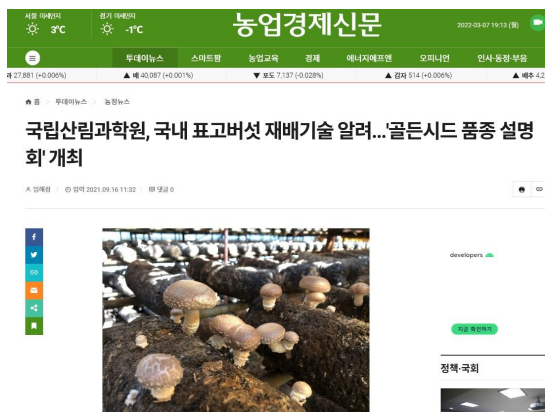 서울 미세먼지
3℃
경기 미세먼지
-1℃
농업경제신문
2022-03-07 19:13 (월)
투데이뉴스 스마트팜 농업교육 경제 에너지에프엔 오피니언 인사·동정·부음
27,881 (+0.006%) ▲ 배 40,087 (+0.001%) ▼ 포도 7,137 (-0.028%) ▲ 감자 514 (+0.006%) ▲ 배추 4,2
홈 > 투데이뉴스 > 농정뉴스
국립산림과학원, 국내 표고버섯 재배기술 알려…'골든시드 품종 설명
회' 개최
임해정 입력 2021.09.16 11:32 댓글 0
developers
지금 확인하기
정책·국회